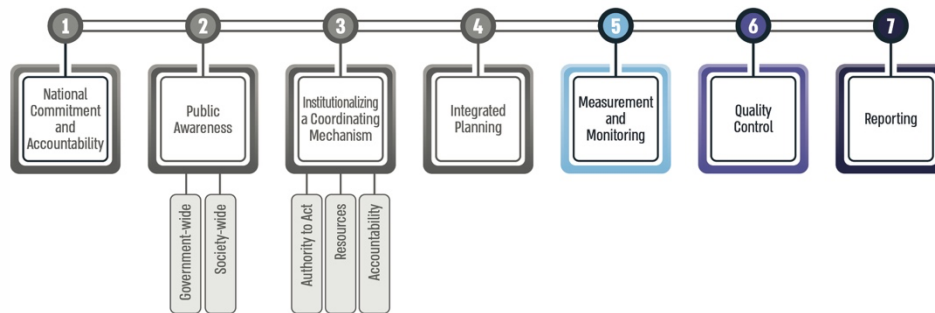 1
2
3
4
5
6
7
National
Commitment
and
Accountability
Public
Awareness
Institutionalizing
a Coordinating
Mechanism
Integrated
Planning
Measurement
and
Monitoring
Quality
Control
Reporting
Government-wide
Society-wide
Authority to Act
Resources
Accountability